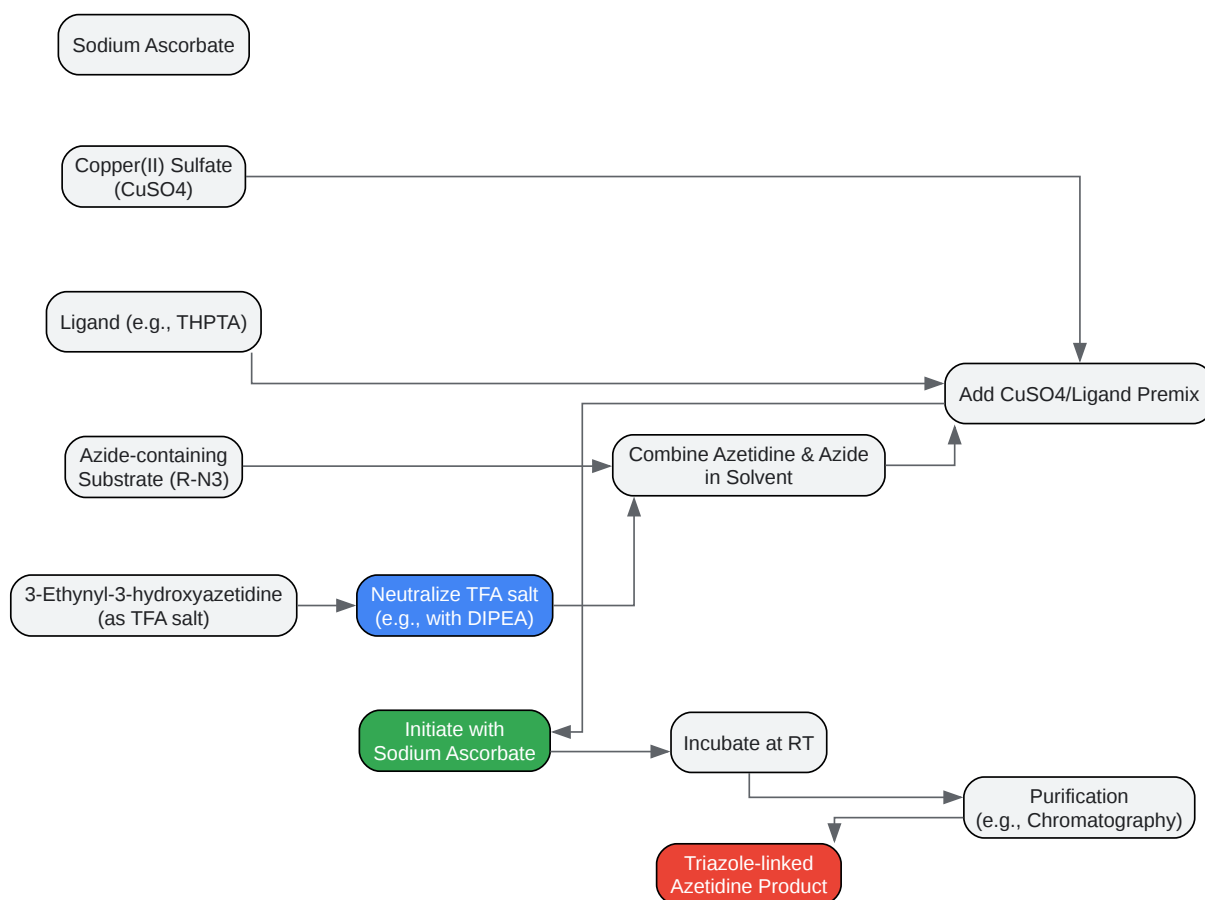 Sodium Ascorbate
Copper(II) Sulfate
(CuSO4)
Ligand (e.g., THPTA)
Add CuSO4/Ligand Premix
Azide-containing
Substrate (R-N3)
Combine Azetidine & Azide
in Solvent
3-Ethynyl-3-hydroxyazetidine
(as TFA salt)
Neutralize TFA salt
(e.g., with DIPEA)
Initiate with
Sodium Ascorbate
Incubate at RT
Purification
(e.g., Chromatography)
Triazole-linked
Azetidine Product